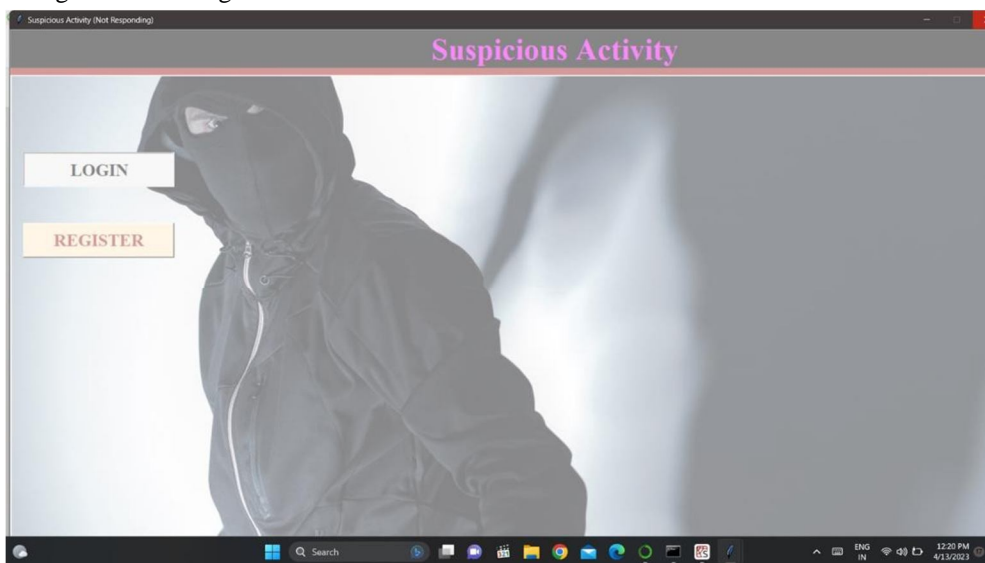 Suspicious Activity (Not Responding)
Suspicious Activity
LOGIN
REGISTER
Search
ENG
IN
12:20 PM
4/13/2023